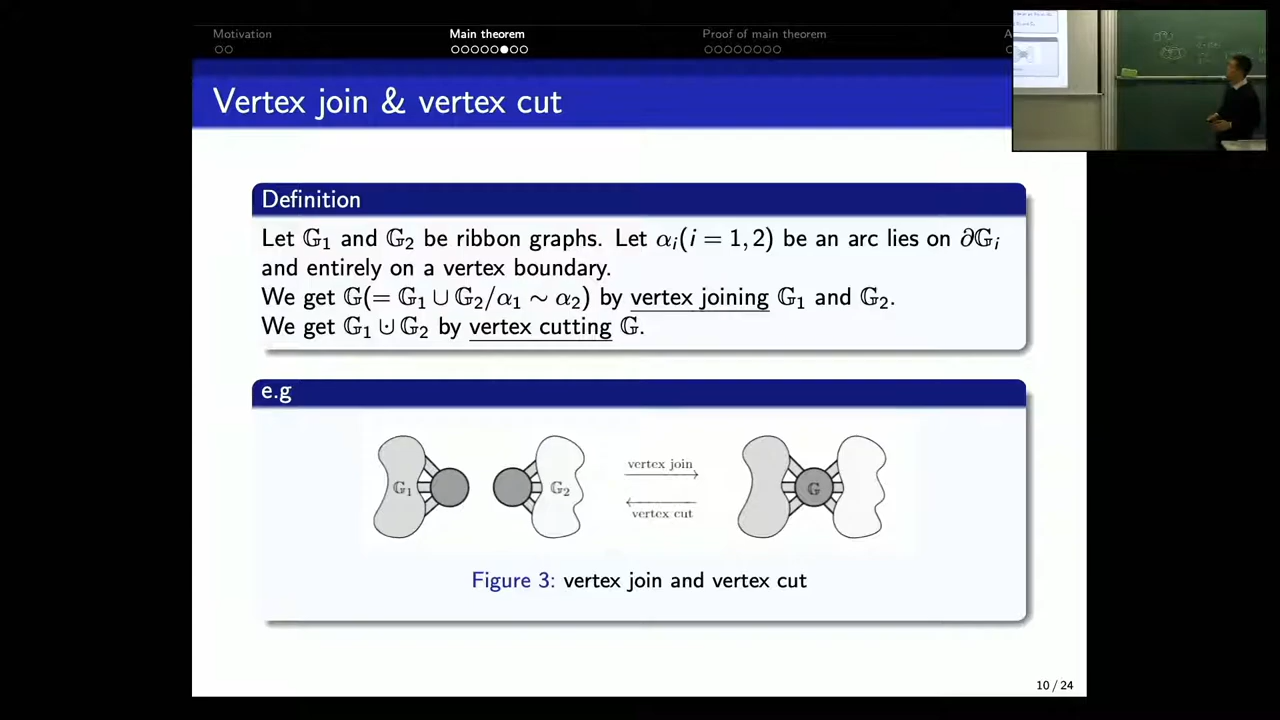 Motivation
Main theorem
Proof of main theorem
A
Vertex join & vertex cut
Definition
Let 𝔾₁ and 𝔾₂ be ribbon graphs. Let αᵢ(i = 1, 2) be an arc lies on ∂𝔾ᵢ
and entirely on a vertex boundary.
We get 𝔾(= 𝔾₁ ∪ 𝔾₂/α₁ ∼ α₂) by vertex joining 𝔾₁ and 𝔾₂.
We get 𝔾₁ ⊍ 𝔾₂ by vertex cutting 𝔾.
e.g
𝔾₁
𝔾₂
vertex join
vertex cut
𝔾
Figure 3: vertex join and vertex cut
10 / 24